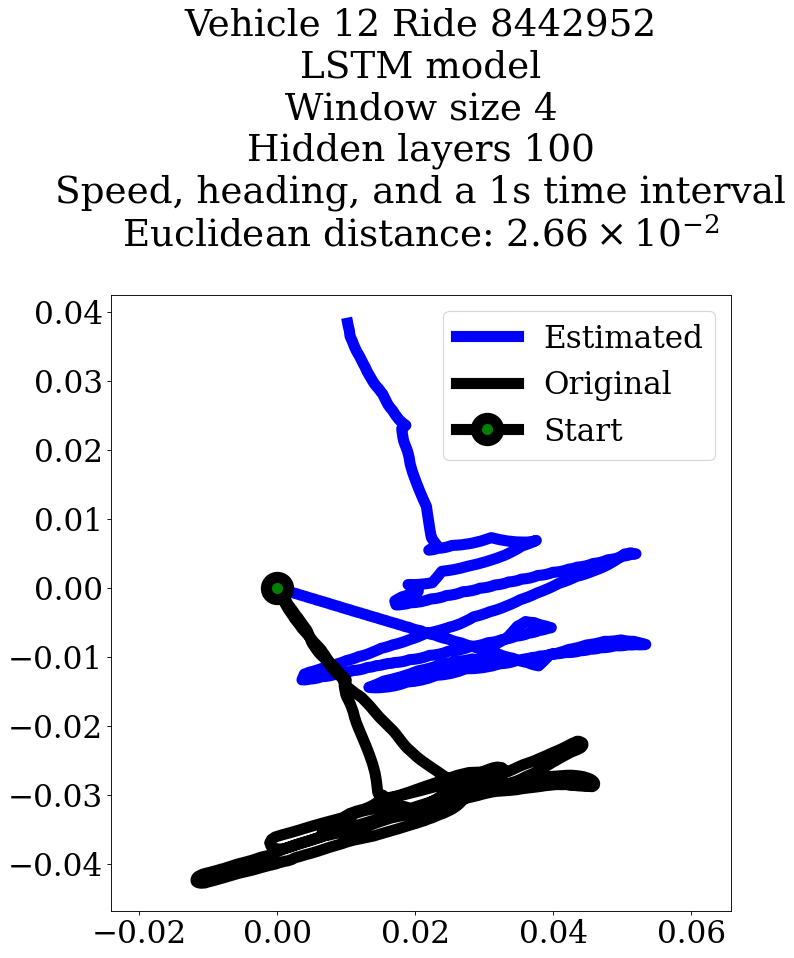 Vehicle 12 Ride 8442952
LSTM model
Window size 4
Hidden layers 100
Speed, heading, and a 1s time interval
Euclidean distance: 2.66 × 10⁻²
Estimated
Original
Start
0.04
0.03
0.02
0.01
0.00
−0.01
−0.02
−0.03
−0.04
−0.02 0.00 0.02 0.04 0.06